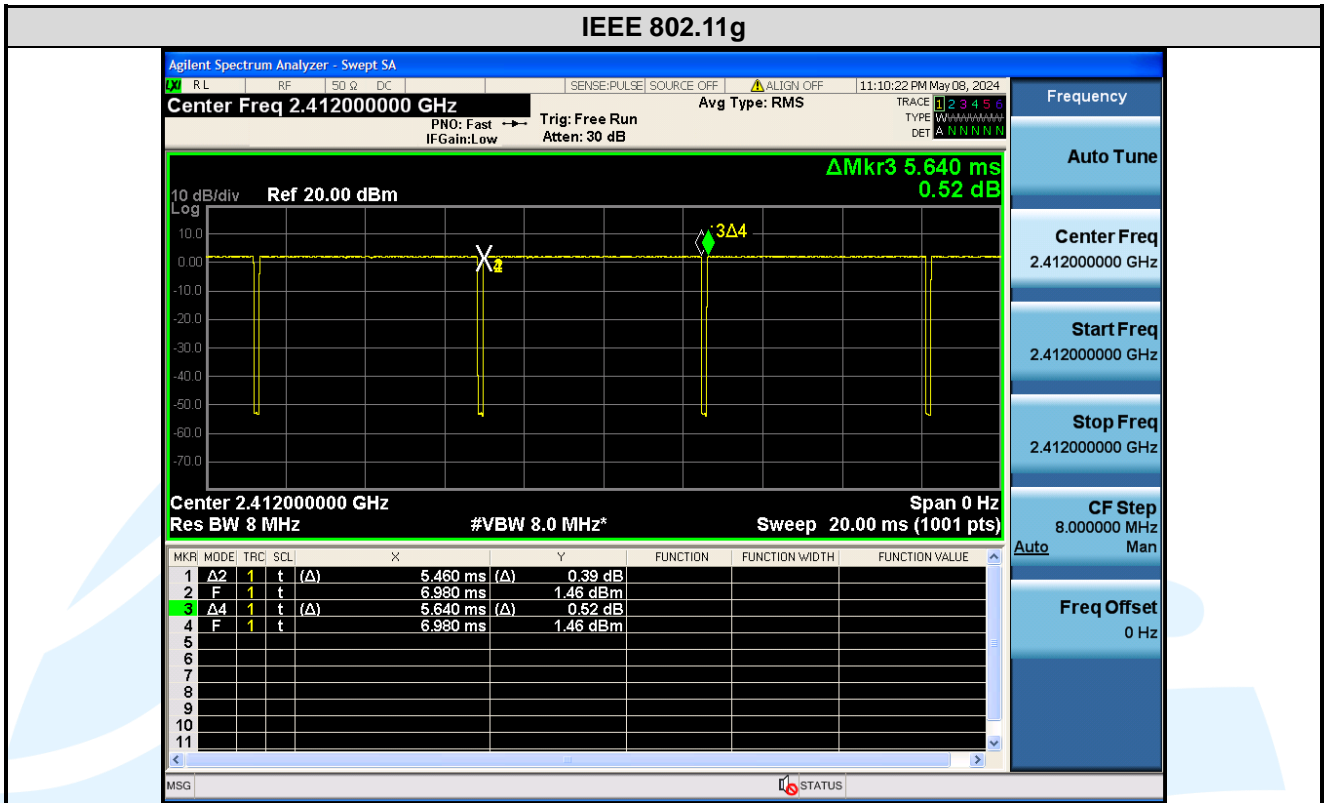 IEEE 802.11g
Agilent Spectrum Analyzer - Swept SA
LXI RL RF 50 Ω DC SENSE:PULSE SOURCE OFF ALIGN OFF 11:10:22 PM May 08, 2024
Center Freq 2.412000000 GHz Avg Type: RMS TRACE 1 2 3 4 5 6
PNO: Fast Trig: Free Run TYPE WWWWWW
IFGain:Low Atten: 30 dB DET A N N N N N
ΔMkr3 5.640 ms
0.52 dB
10 dB/div Ref 20.00 dBm
Log
10.0
0.00
-10.0
-20.0
-30.0
-40.0
-50.0
-60.0
-70.0
3Δ4
Center 2.412000000 GHz Span 0 Hz
Res BW 8 MHz #VBW 8.0 MHz* Sweep 20.00 ms (1001 pts)
MKR MODE TRC SCL X Y FUNCTION FUNCTION WIDTH FUNCTION VALUE
1 Δ2 1 t (Δ) 5.460 ms (Δ) 0.39 dB
2 F 1 t 6.980 ms 1.46 dBm
3 Δ4 1 t (Δ) 5.640 ms (Δ) 0.52 dB
4 F 1 t 6.980 ms 1.46 dBm
5
6
7
8
9
10
11
MSG STATUS
Frequency
Auto Tune
Center Freq
2.412000000 GHz
Start Freq
2.412000000 GHz
Stop Freq
2.412000000 GHz
CF Step
8.000000 MHz
Auto Man
Freq Offset
0 Hz